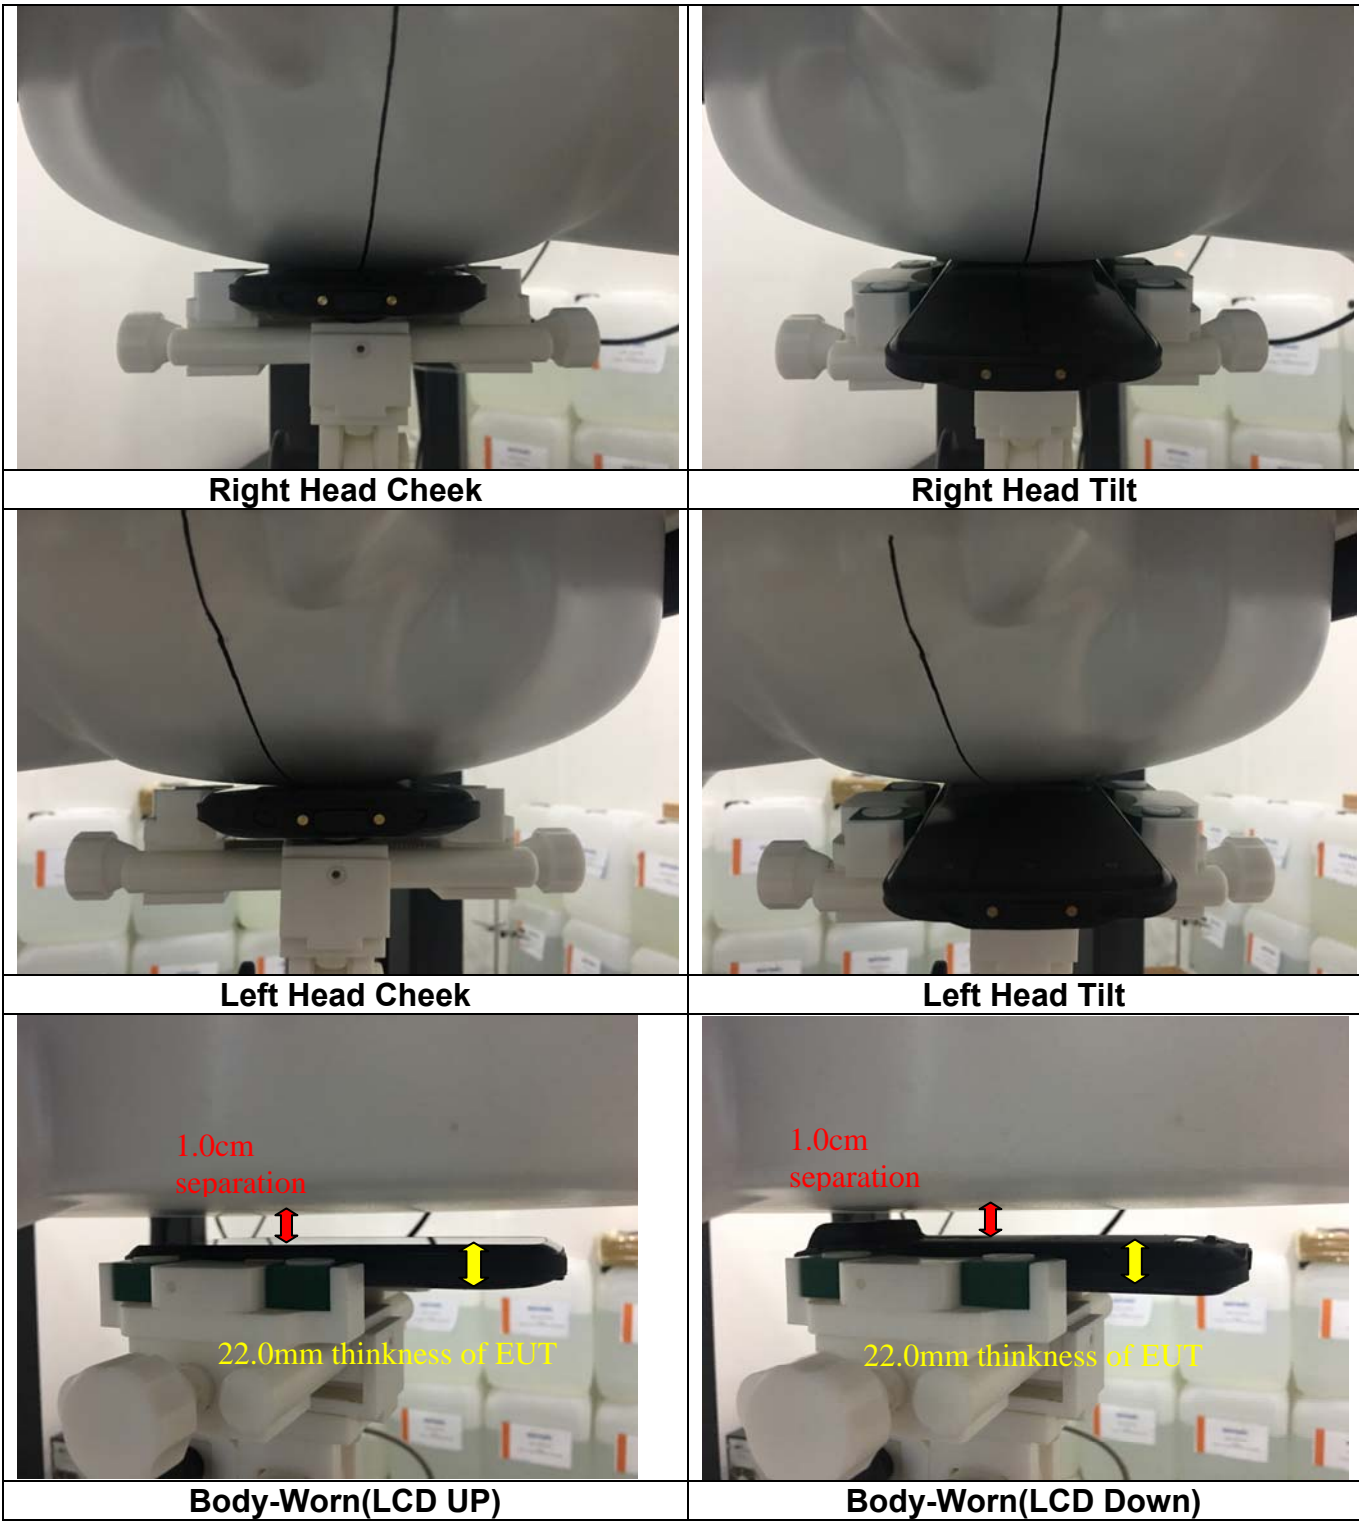 Right Head Cheek
Right Head Tilt
Left Head Cheek
Left Head Tilt
1.0cm
separation
22.0mm thinkness of EUT
1.0cm
separation
22.0mm thinkness of EUT
Body-Worn(LCD UP)
Body-Worn(LCD Down)